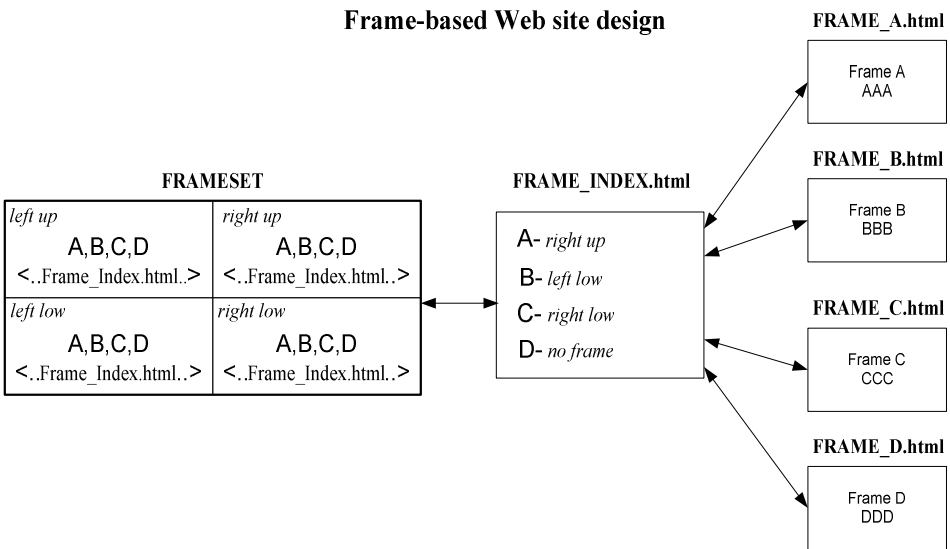 Frame-based Web site design
FRAMESET
left up
A,B,C,D
<..Frame_Index.html..>
right up
A,B,C,D
<..Frame_Index.html..>
left low
A,B,C,D
<..Frame_Index.html..>
right low
A,B,C,D
<..Frame_Index.html..>
FRAME_INDEX.html
A- right up
B- left low
C- right low
D- no frame
FRAME_A.html
Frame A
AAA
FRAME_B.html
Frame B
BBB
FRAME_C.html
Frame C
CCC
FRAME_D.html
Frame D
DDD